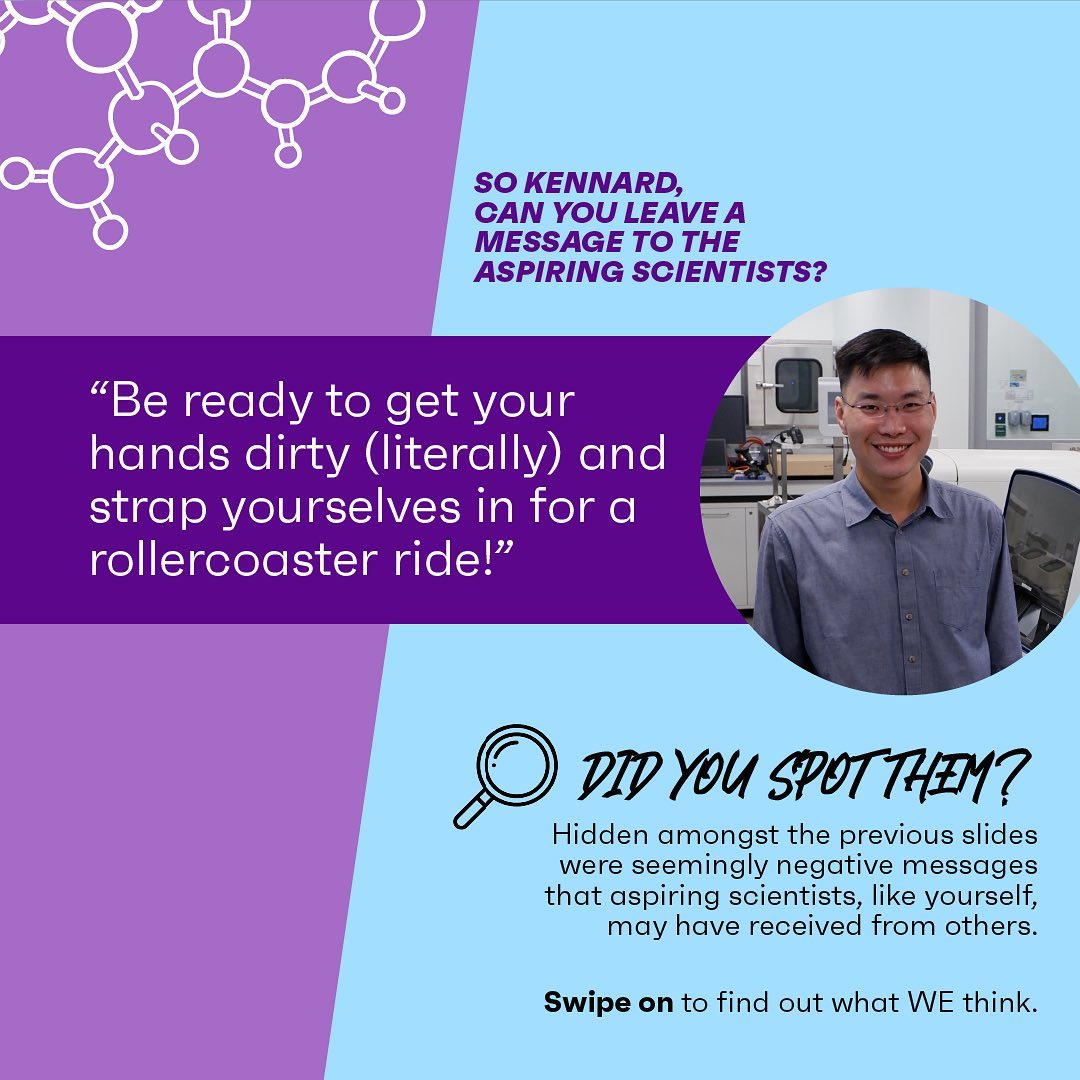 SO KENNARD,
CAN YOU LEAVE A
MESSAGE TO THE
ASPIRING SCIENTISTS?
“Be ready to get your
hands dirty (literally) and
strap yourselves in for a
rollercoaster ride!”
DID YOU SPOT THEM?
Hidden amongst the previous slides
were seemingly negative messages
that aspiring scientists, like yourself,
may have received from others.
Swipe on to find out what WE think.